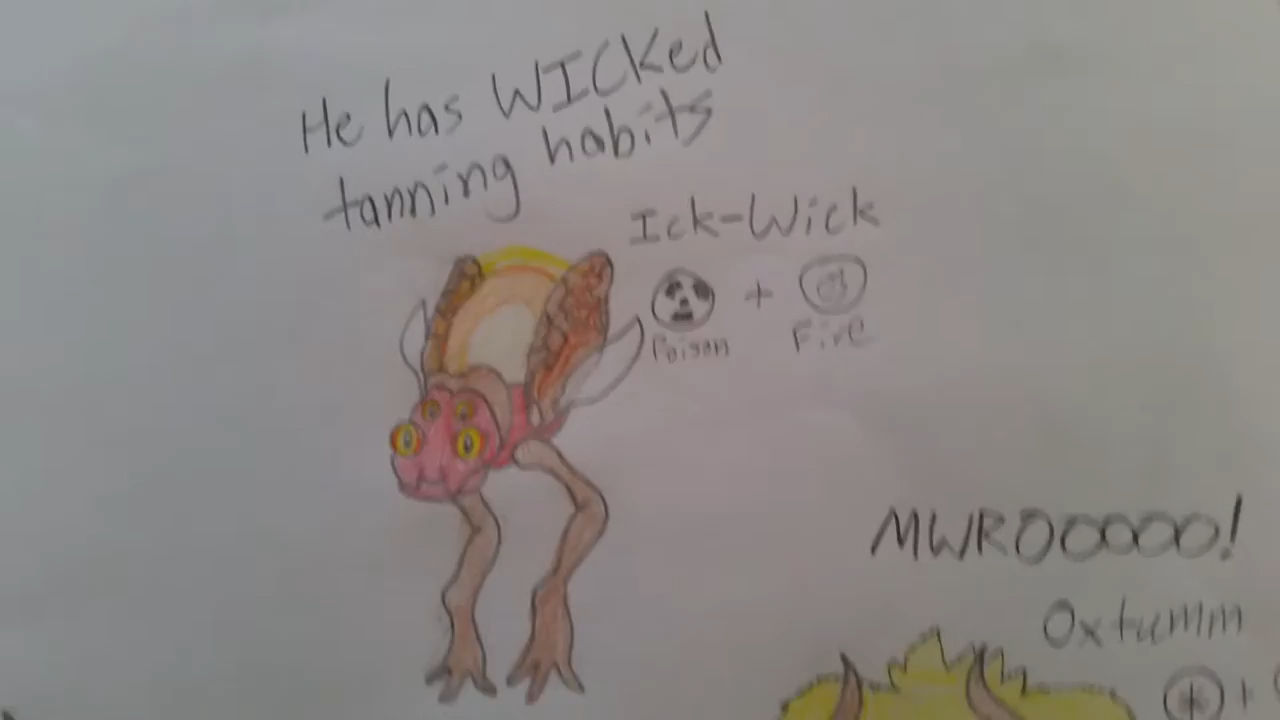 He has WICKed
tanning habits
Ick-Wick
+
Poison
Fire
MWROOOOO!
Oxtumm
+